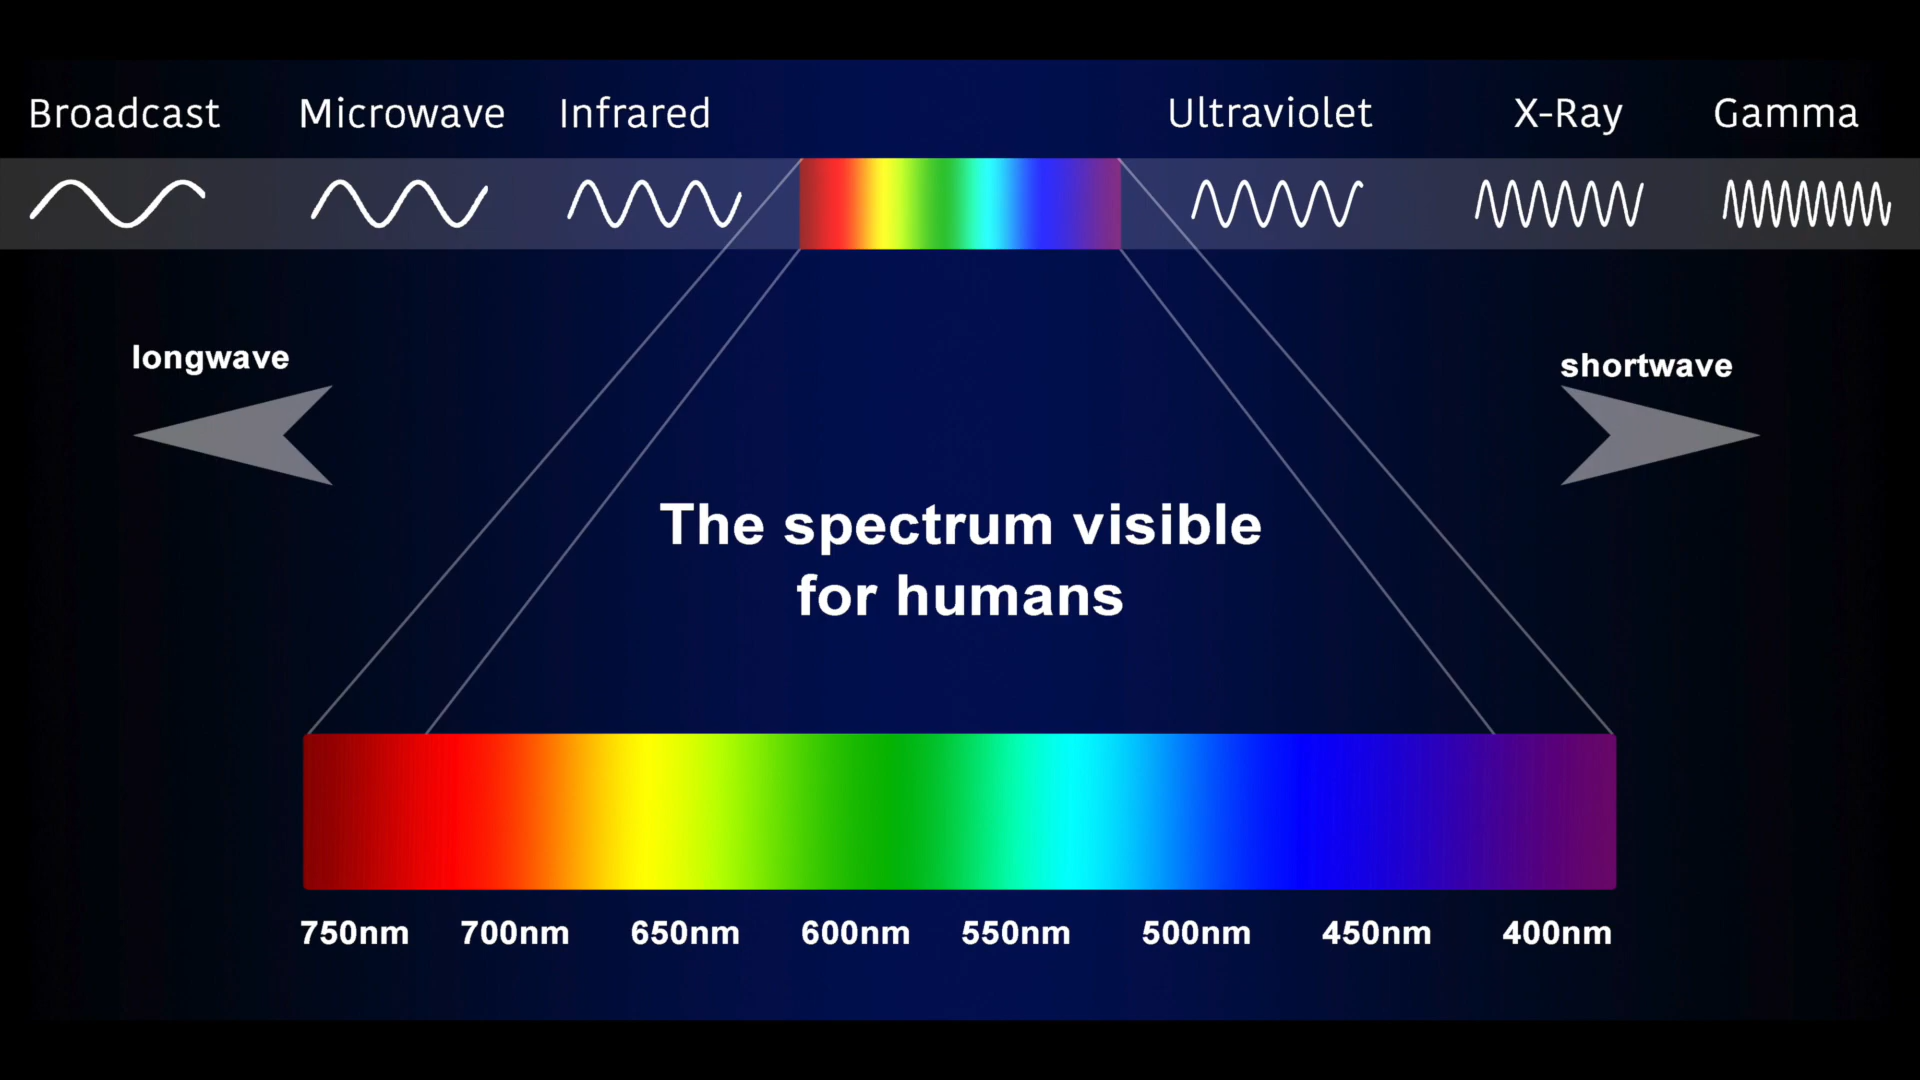 Broadcast Microwave Infrared Ultraviolet X-Ray Gamma
longwave shortwave
The spectrum visible
for humans
750nm 700nm 650nm 600nm 550nm 500nm 450nm 400nm